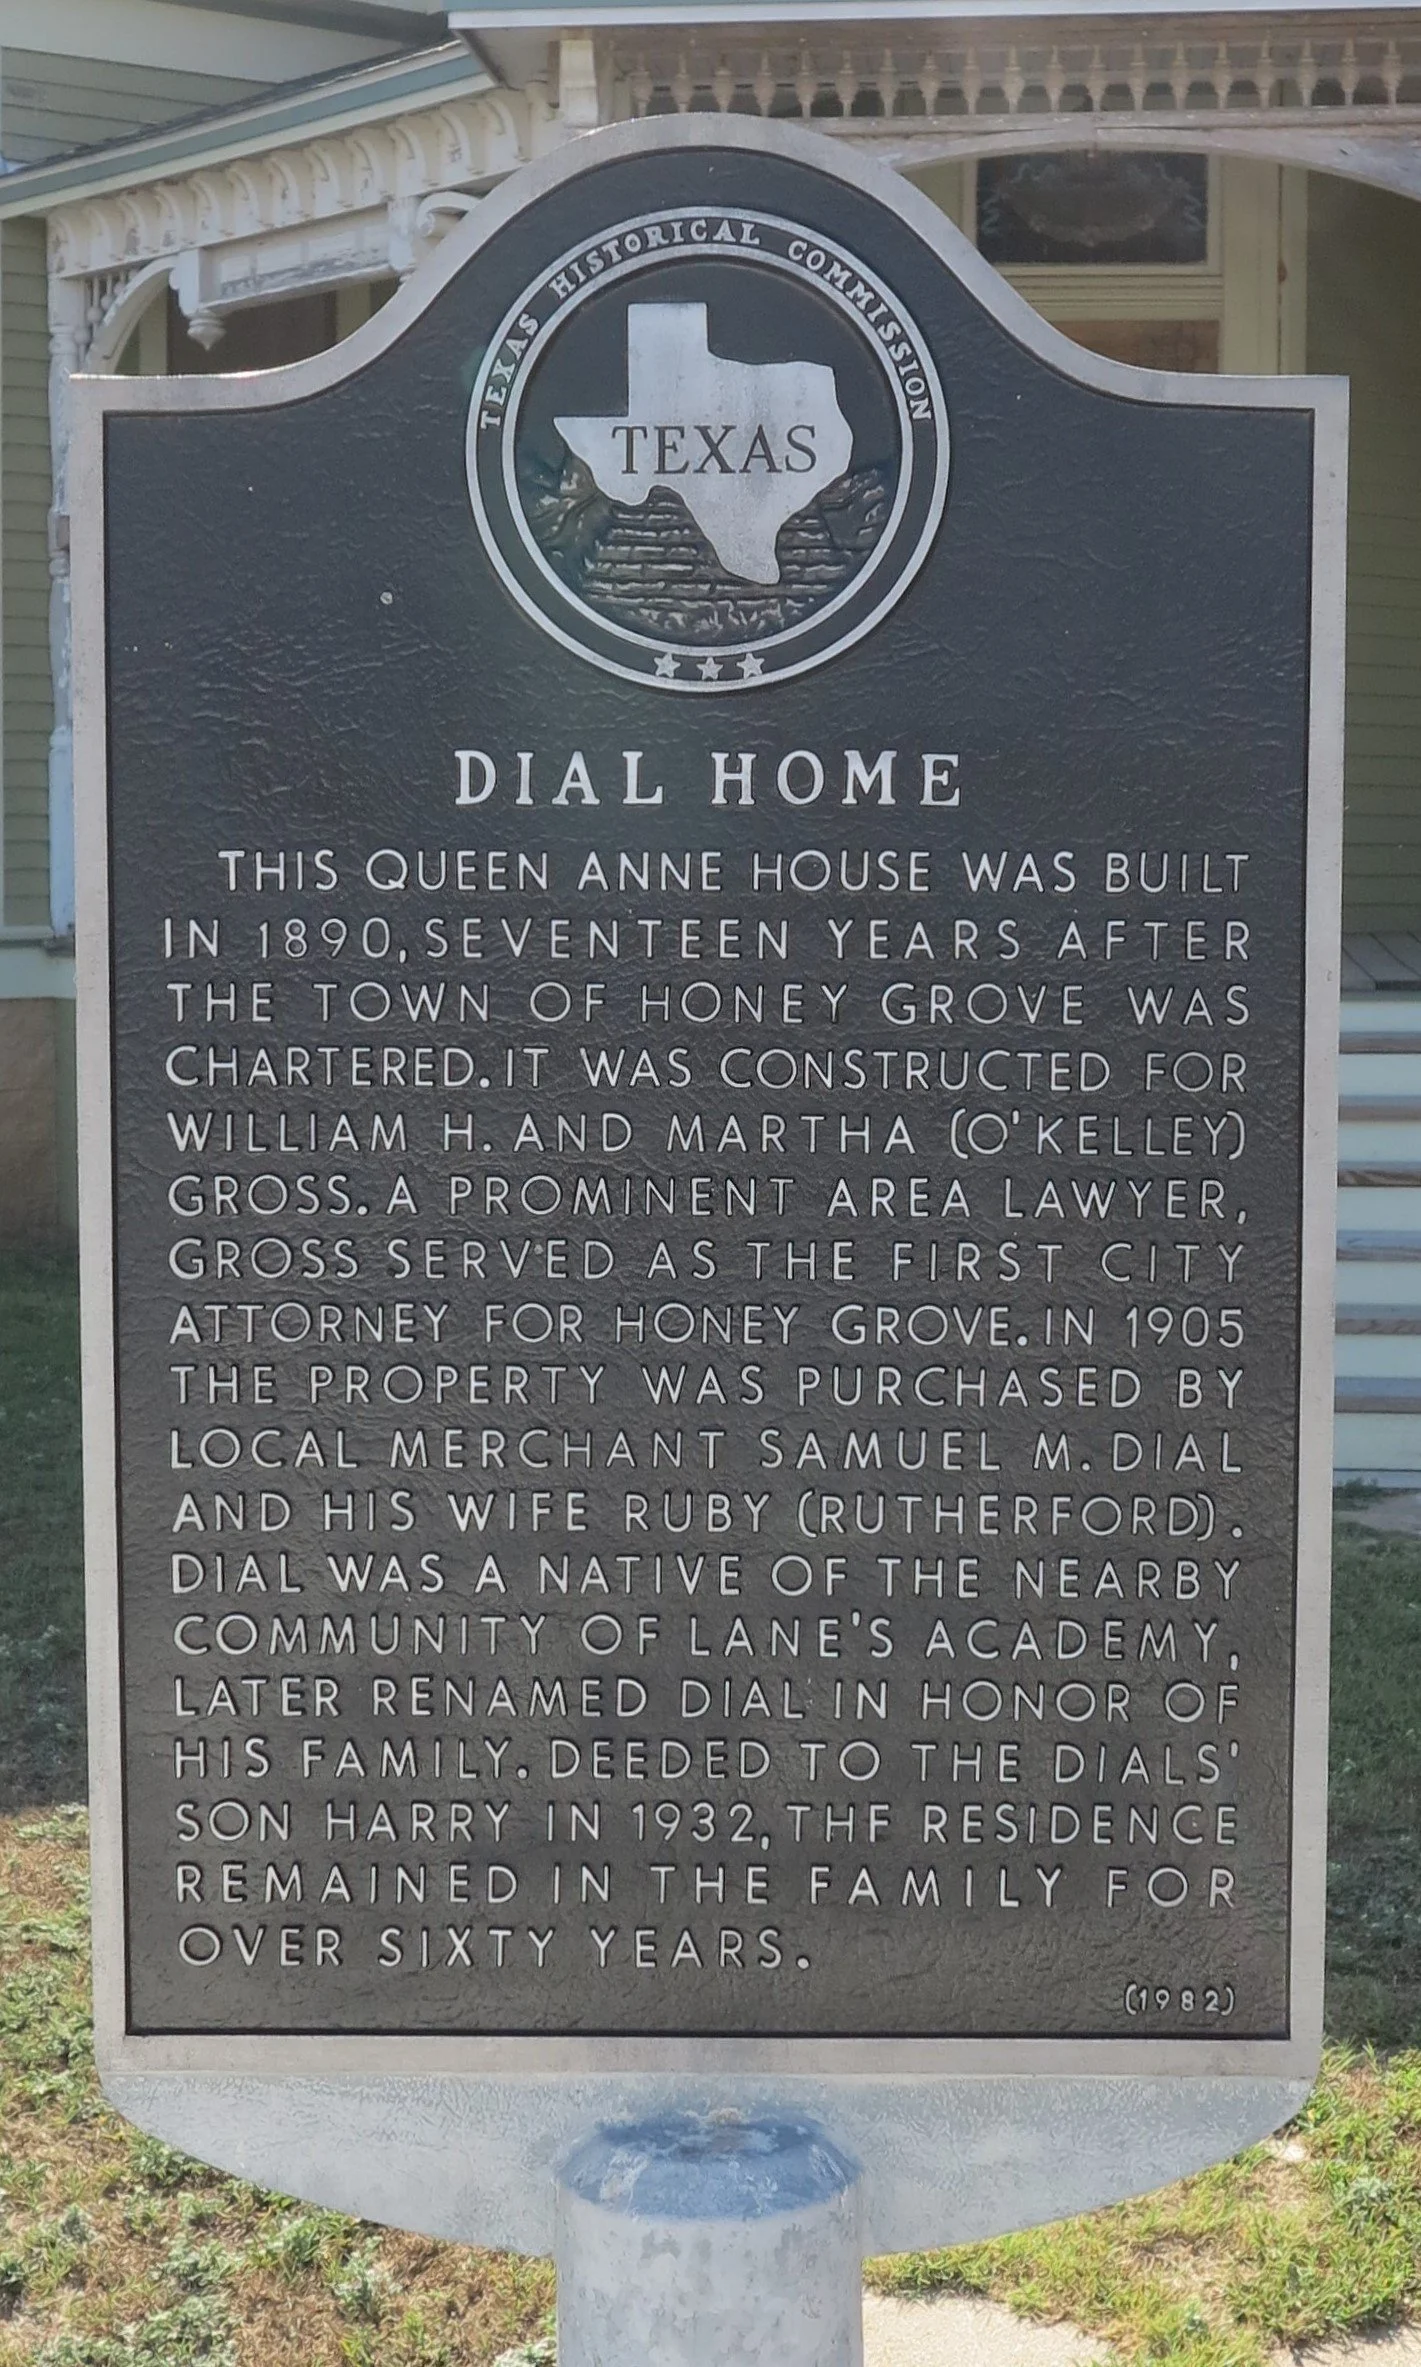 TEXAS HISTORICAL COMMISSION
TEXAS
DIAL HOME
THIS QUEEN ANNE HOUSE WAS BUILT
IN 1890, SEVENTEEN YEARS AFTER
THE TOWN OF HONEY GROVE WAS
CHARTERED. IT WAS CONSTRUCTED FOR
WILLIAM H. AND MARTHA (O'KELLEY)
GROSS. A PROMINENT AREA LAWYER,
GROSS SERVED AS THE FIRST CITY
ATTORNEY FOR HONEY GROVE. IN 1905
THE PROPERTY WAS PURCHASED BY
LOCAL MERCHANT SAMUEL M. DIAL
AND HIS WIFE RUBY (RUTHERFORD).
DIAL WAS A NATIVE OF THE NEARBY
COMMUNITY OF LANE'S ACADEMY,
LATER RENAMED DIAL IN HONOR OF
HIS FAMILY. DEEDED TO THE DIALS'
SON HARRY IN 1932, THE RESIDENCE
REMAINED IN THE FAMILY FOR
OVER SIXTY YEARS.
(1982)